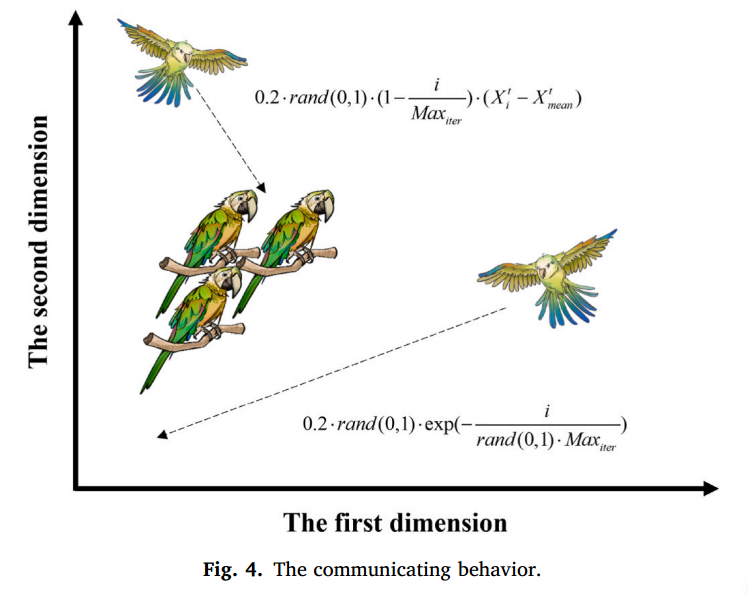 0.2·rand(0,1)·(1−i/Max_iter)·(X_i^t − X_mean^t)
The second dimension
0.2·rand(0,1)·exp(−i/(rand(0,1)·Max_iter))
The first dimension
Fig. 4. The communicating behavior.